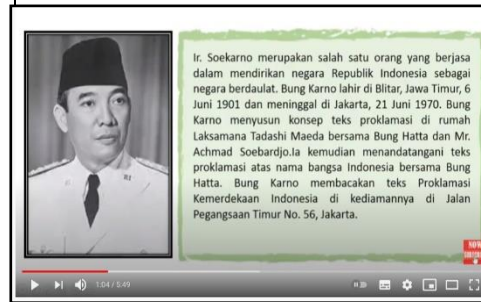 Ir. Soekarno merupakan salah satu orang yang berjasa
dalam mendirikan negara Republik Indonesia sebagai
negara berdaulat. Bung Karno lahir di Blitar, Jawa Timur, 6
Juni 1901 dan meninggal di Jakarta, 21 Juni 1970. Bung
Karno menyusun konsep teks proklamasi di rumah
Laksamana Tadashi Maeda bersama Bung Hatta dan Mr.
Achmad Soebardjo.Ia kemudian menandatangani teks
proklamasi atas nama bangsa Indonesia bersama Bung
Hatta. Bung Karno membacakan teks Proklamasi
Kemerdekaan Indonesia di kediamannya di Jalan
Pegangsaan Timur No. 56, Jakarta.
1:04 / 5:49